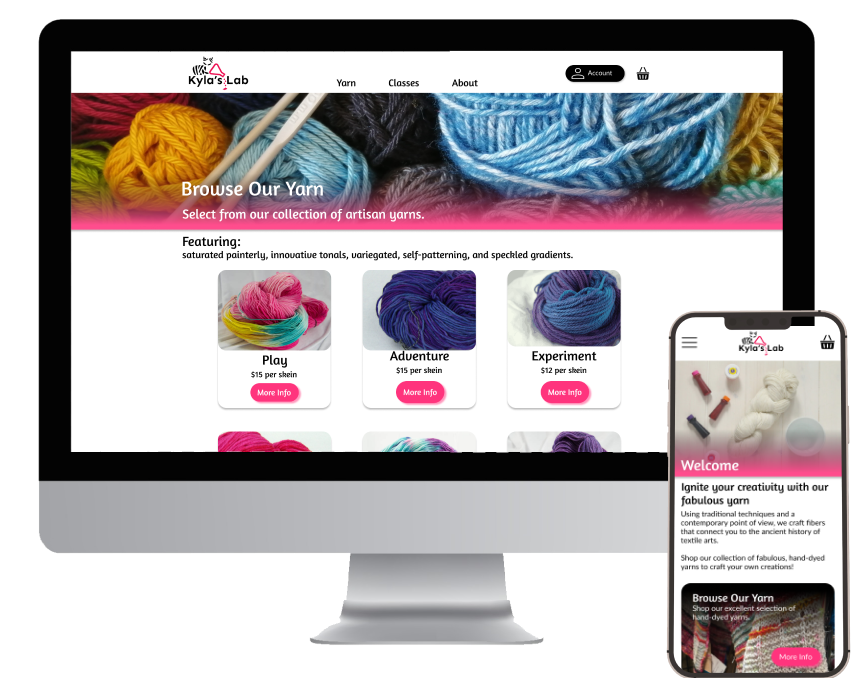 Kyla's Lab
Yarn
Classes
About
Account
Browse Our Yarn
Select from our collection of artisan yarns.
Featuring:
saturated painterly, innovative tonals, variegated, self-patterning, and speckled gradients.
Play
$15 per skein
More Info
Adventure
$15 per skein
More Info
Experiment
$12 per skein
More Info
Kyla's Lab
Welcome
Ignite your creativity with our
fabulous yarn
Using traditional techniques and a
contemporary point of view, we craft fibers
that connect you to the ancient history of
textile arts.
Shop our collection of fabulous, hand-dyed
yarns to craft your own creations!
Browse Our Yarn
Shop our excellent selection of
hand-dyed yarns.
More Info